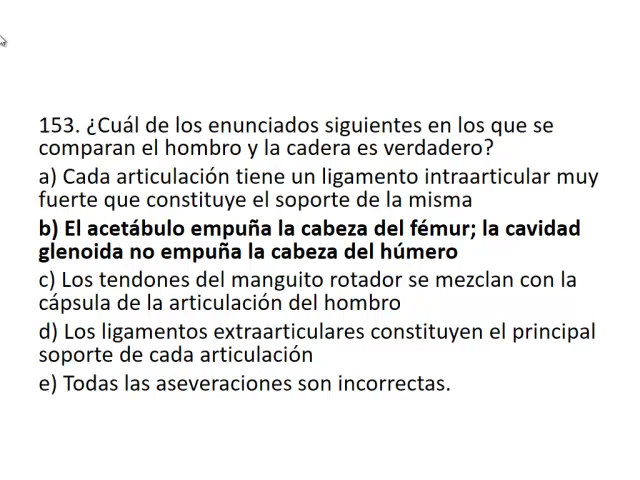 153. ¿Cuál de los enunciados siguientes en los que se
comparan el hombro y la cadera es verdadero?
a) Cada articulación tiene un ligamento intraarticular muy
fuerte que constituye el soporte de la misma
b) El acetábulo empuña la cabeza del fémur; la cavidad
glenoida no empuña la cabeza del húmero
c) Los tendones del manguito rotador se mezclan con la
cápsula de la articulación del hombro
d) Los ligamentos extraarticulares constituyen el principal
soporte de cada articulación
e) Todas las aseveraciones son incorrectas.